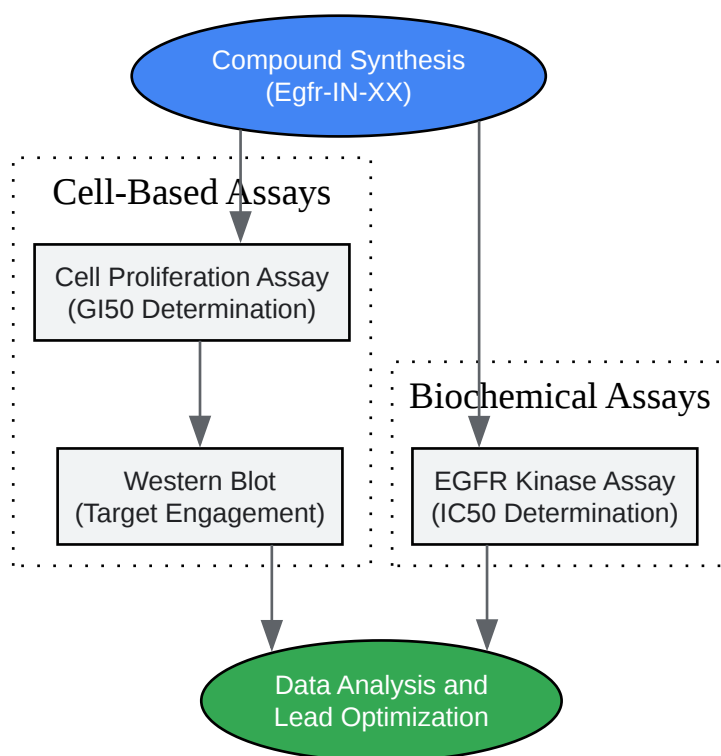 Compound Synthesis
(Egfr-IN-XX)
Cell-Based Assays
Cell Proliferation Assay
(GI50 Determination)
Biochemical Assays
Western Blot
(Target Engagement)
EGFR Kinase Assay
(IC50 Determination)
Data Analysis and
Lead Optimization